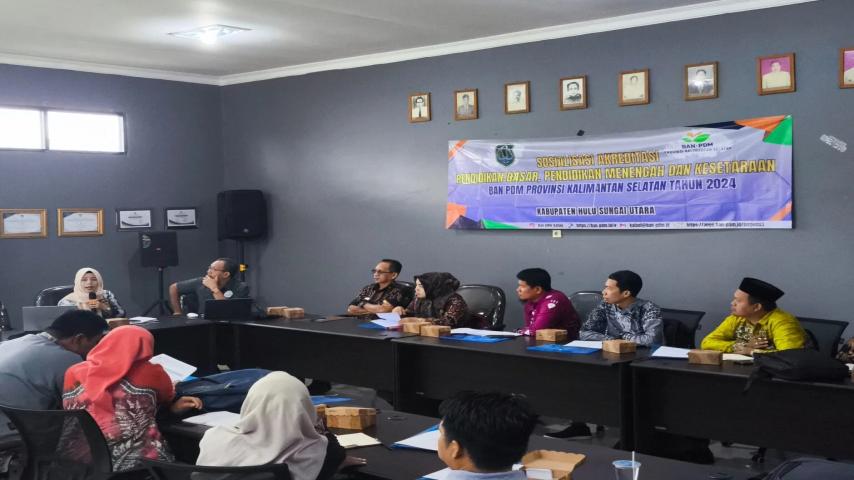 BAN-PDM
SOSIALISASI AKREDITASI
PENDIDIKAN DASAR, PENDIDIKAN MENENGAH DAN KESETARAAN
BAN PDM PROVINSI KALIMANTAN SELATAN TAHUN 2024
KABUPATEN HULU SUNGAI UTARA